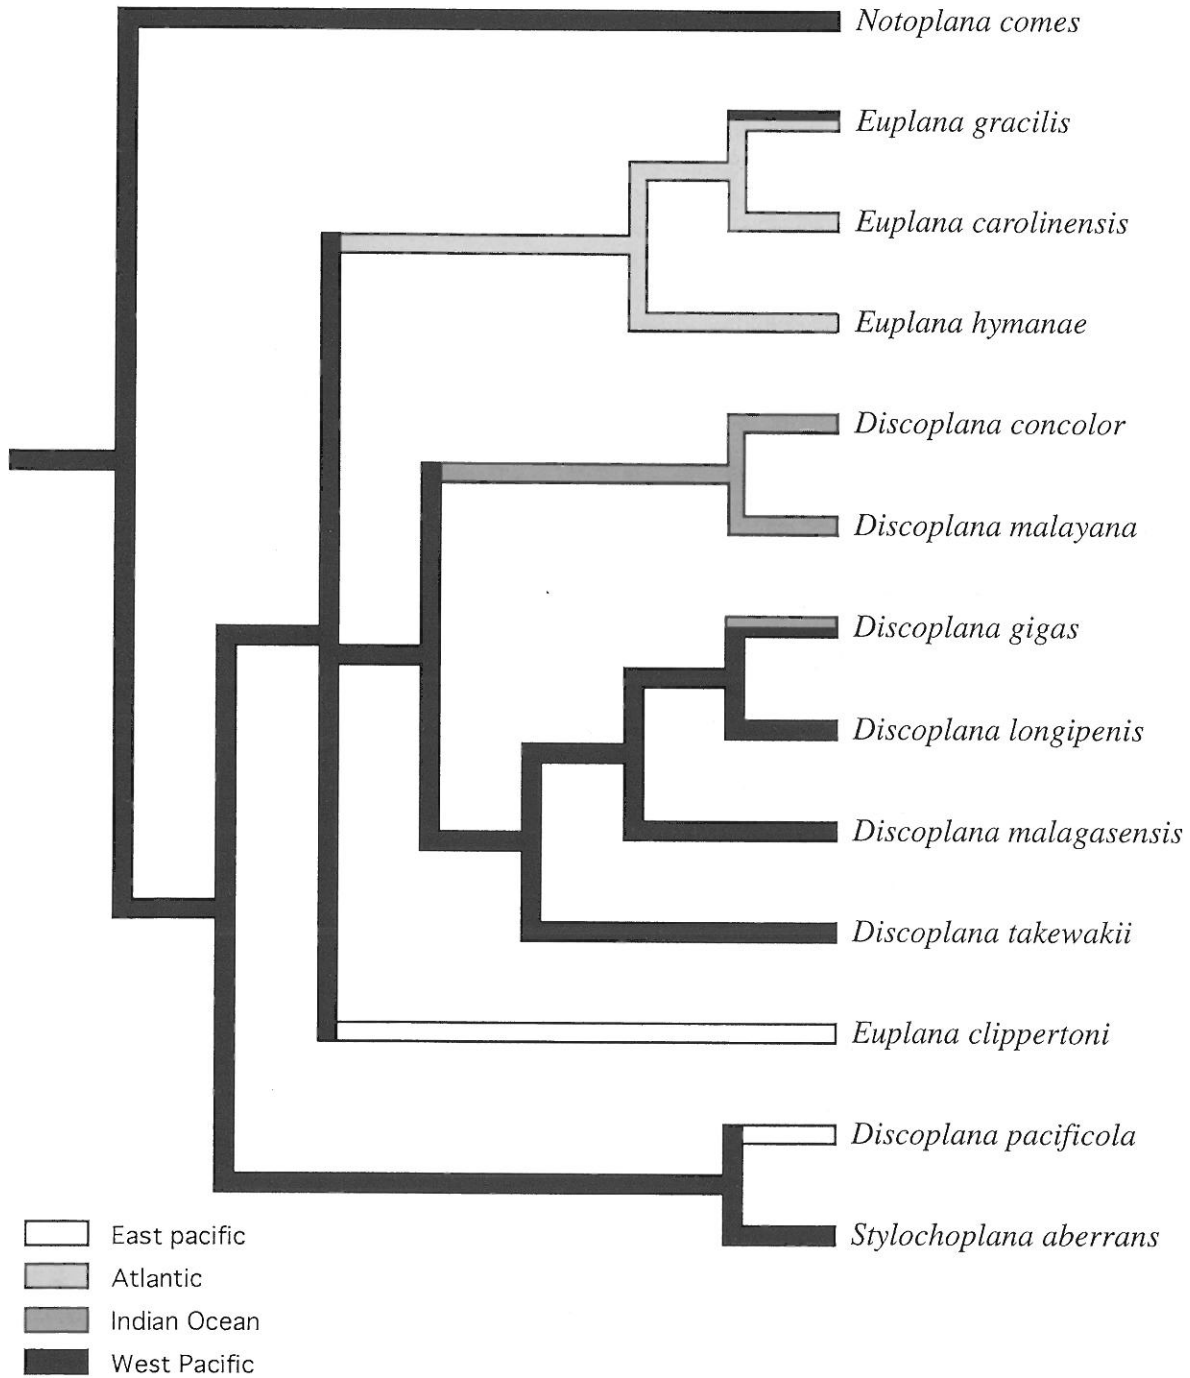 Notoplana comes
Euplana gracilis
Euplana carolinensis
Euplana hymanae
Discoplana concolor
Discoplana malayana
Discoplana gigas
Discoplana longipenis
Discoplana malagasensis
Discoplana takewakii
Euplana clippertoni
Discoplana pacificola
Stylochoplana aberrans
East pacific
Atlantic
Indian Ocean
West Pacific